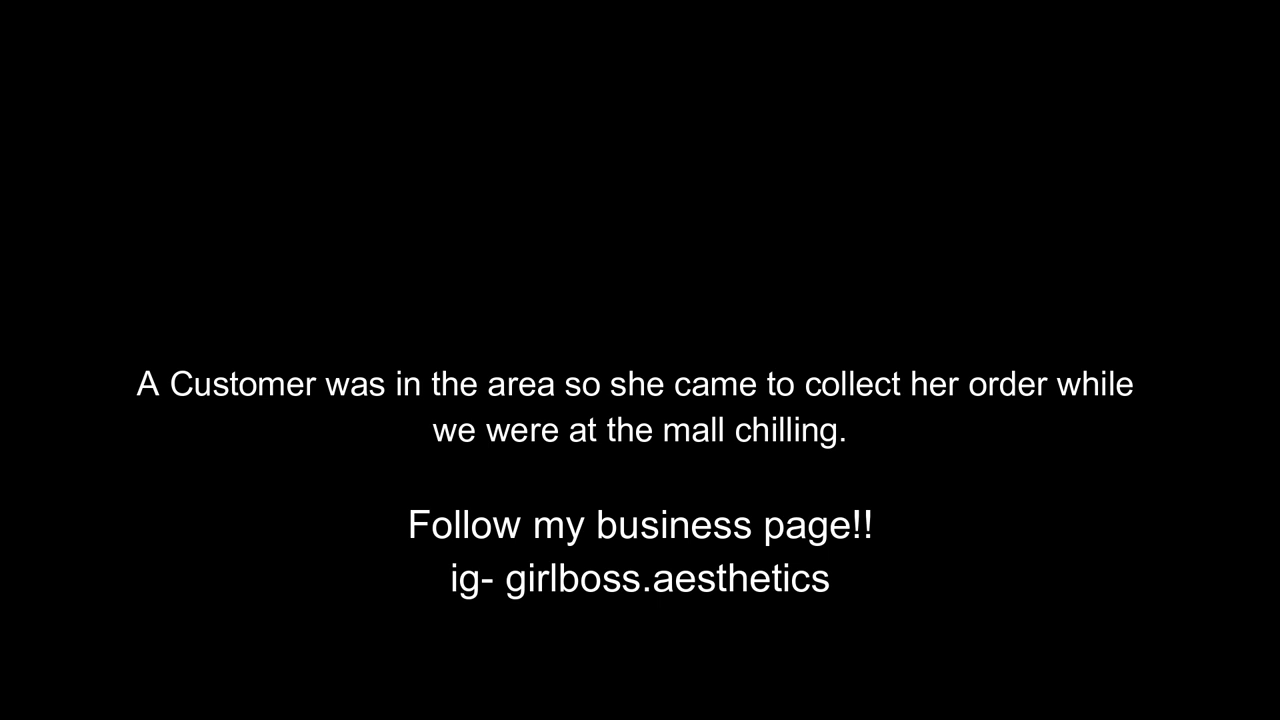 A Customer was in the area so she came to collect her order while
we were at the mall chilling.
Follow my business page!!
ig- girlboss.aesthetics